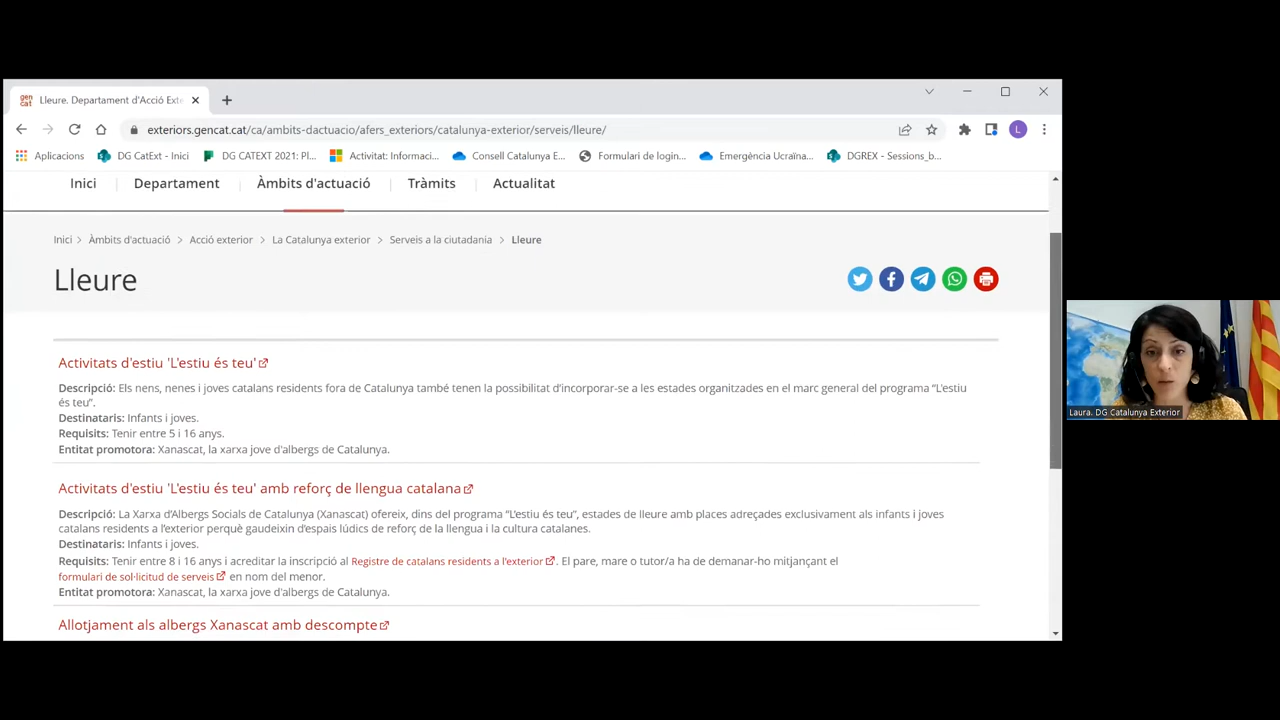 gen
cat
Lleure. Departament d'Acció Exte
exteriors.gencat.cat/ca/ambits-dactuacio/afers_exteriors/catalunya-exterior/serveis/lleure/
L
Aplicacions
DG CatExt - Inici
DG CATEXT 2021: Pl...
Activitat: Informaci...
Consell Catalunya E...
Formulari de login...
Emergència Ucraïna...
DGREX - Sessions_b...
Inici
Departament
Àmbits d'actuació
Tràmits
Actualitat
Inici > Àmbits d'actuació > Acció exterior > La Catalunya exterior > Serveis a la ciutadania > Lleure
Lleure
Activitats d'estiu 'L'estiu és teu'
Descripció: Els nens, nenes i joves catalans residents fora de Catalunya també tenen la possibilitat d'incorporar-se a les estades organitzades en el marc general del programa “L'estiu
és teu”.
Destinataris: Infants i joves.
Requisits: Tenir entre 5 i 16 anys.
Entitat promotora: Xanascat, la xarxa jove d'albergs de Catalunya.
Activitats d'estiu 'L'estiu és teu' amb reforç de llengua catalana
Descripció: La Xarxa d'Albergs Socials de Catalunya (Xanascat) ofereix, dins del programa “L'estiu és teu”, estades de lleure amb places adreçades exclusivament als infants i joves
catalans residents a l'exterior perquè gaudeixin d'espais lúdics de reforç de la llengua i la cultura catalanes.
Destinataris: Infants i joves.
Requisits: Tenir entre 8 i 16 anys i acreditar la inscripció al Registre de catalans residents a l'exterior. El pare, mare o tutor/a ha de demanar-ho mitjançant el
formulari de sol·licitud de serveis en nom del menor.
Entitat promotora: Xanascat, la xarxa jove d'albergs de Catalunya.
Allotjament als albergs Xanascat amb descompte
Laura. DG Catalunya Exterior